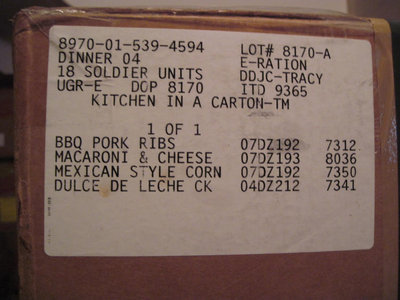 8970-01-539-4594 LOT# 8170-A
DINNER 04 E-RATION
18 SOLDIER UNITS DDJC-TRACY
UGR-E DOP 8170 ITD 9365
KITCHEN IN A CARTON-TM
1 OF 1
BBQ PORK RIBS 07DZ192 7312
MACARONI & CHEESE 07DZ193 8036
MEXICAN STYLE CORN 07DZ192 7350
DULCE DE LECHE CK 04DZ212 7341